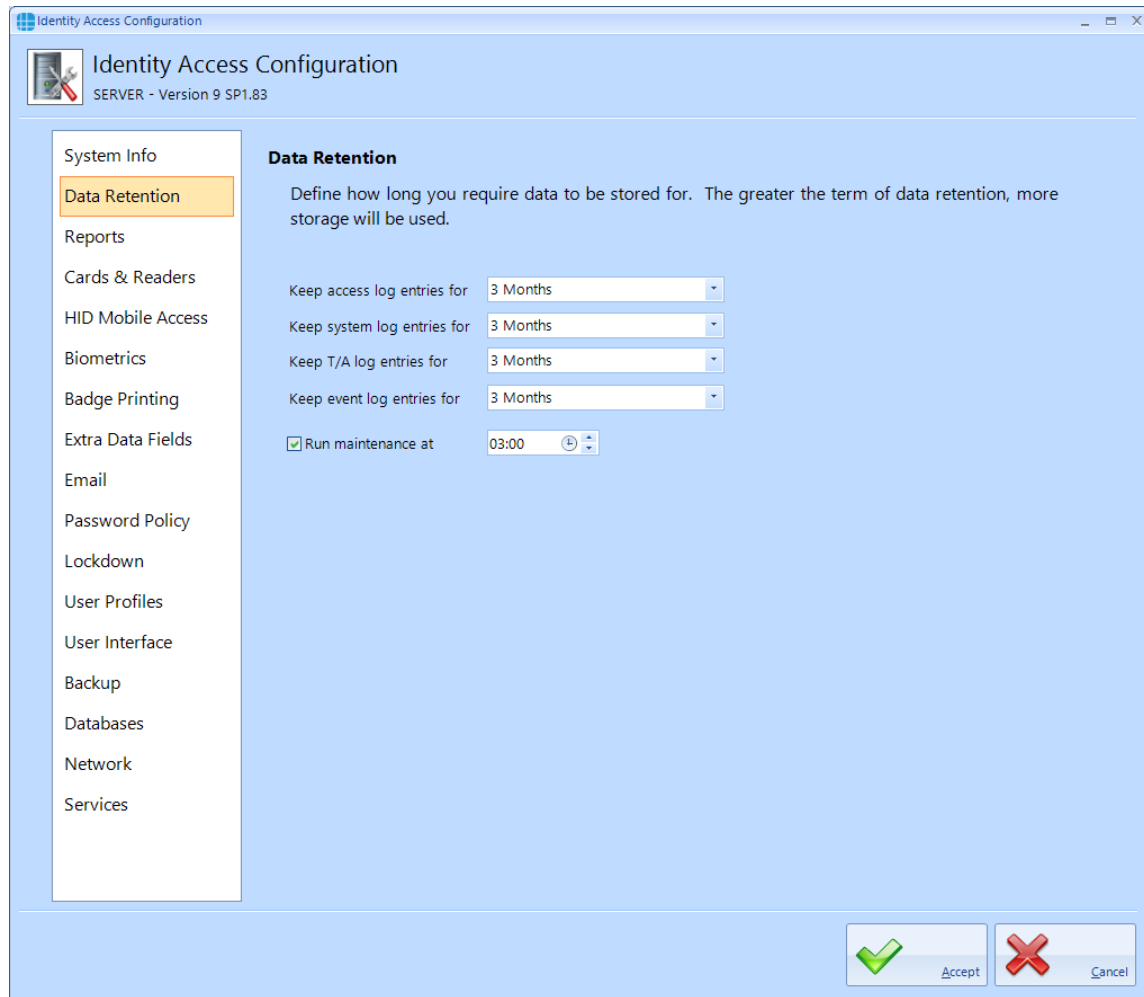 Identity Access Configuration
Identity Access Configuration
SERVER - Version 9 SP1.83
System Info
Data Retention
Reports
Cards & Readers
HID Mobile Access
Biometrics
Badge Printing
Extra Data Fields
Email
Password Policy
Lockdown
User Profiles
User Interface
Backup
Databases
Network
Services
Data Retention
Define how long you require data to be stored for.  The greater the term of data retention, more
storage will be used.
Keep access log entries for 3 Months
Keep system log entries for 3 Months
Keep T/A log entries for 3 Months
Keep event log entries for 3 Months
Run maintenance at 03:00
Accept Cancel